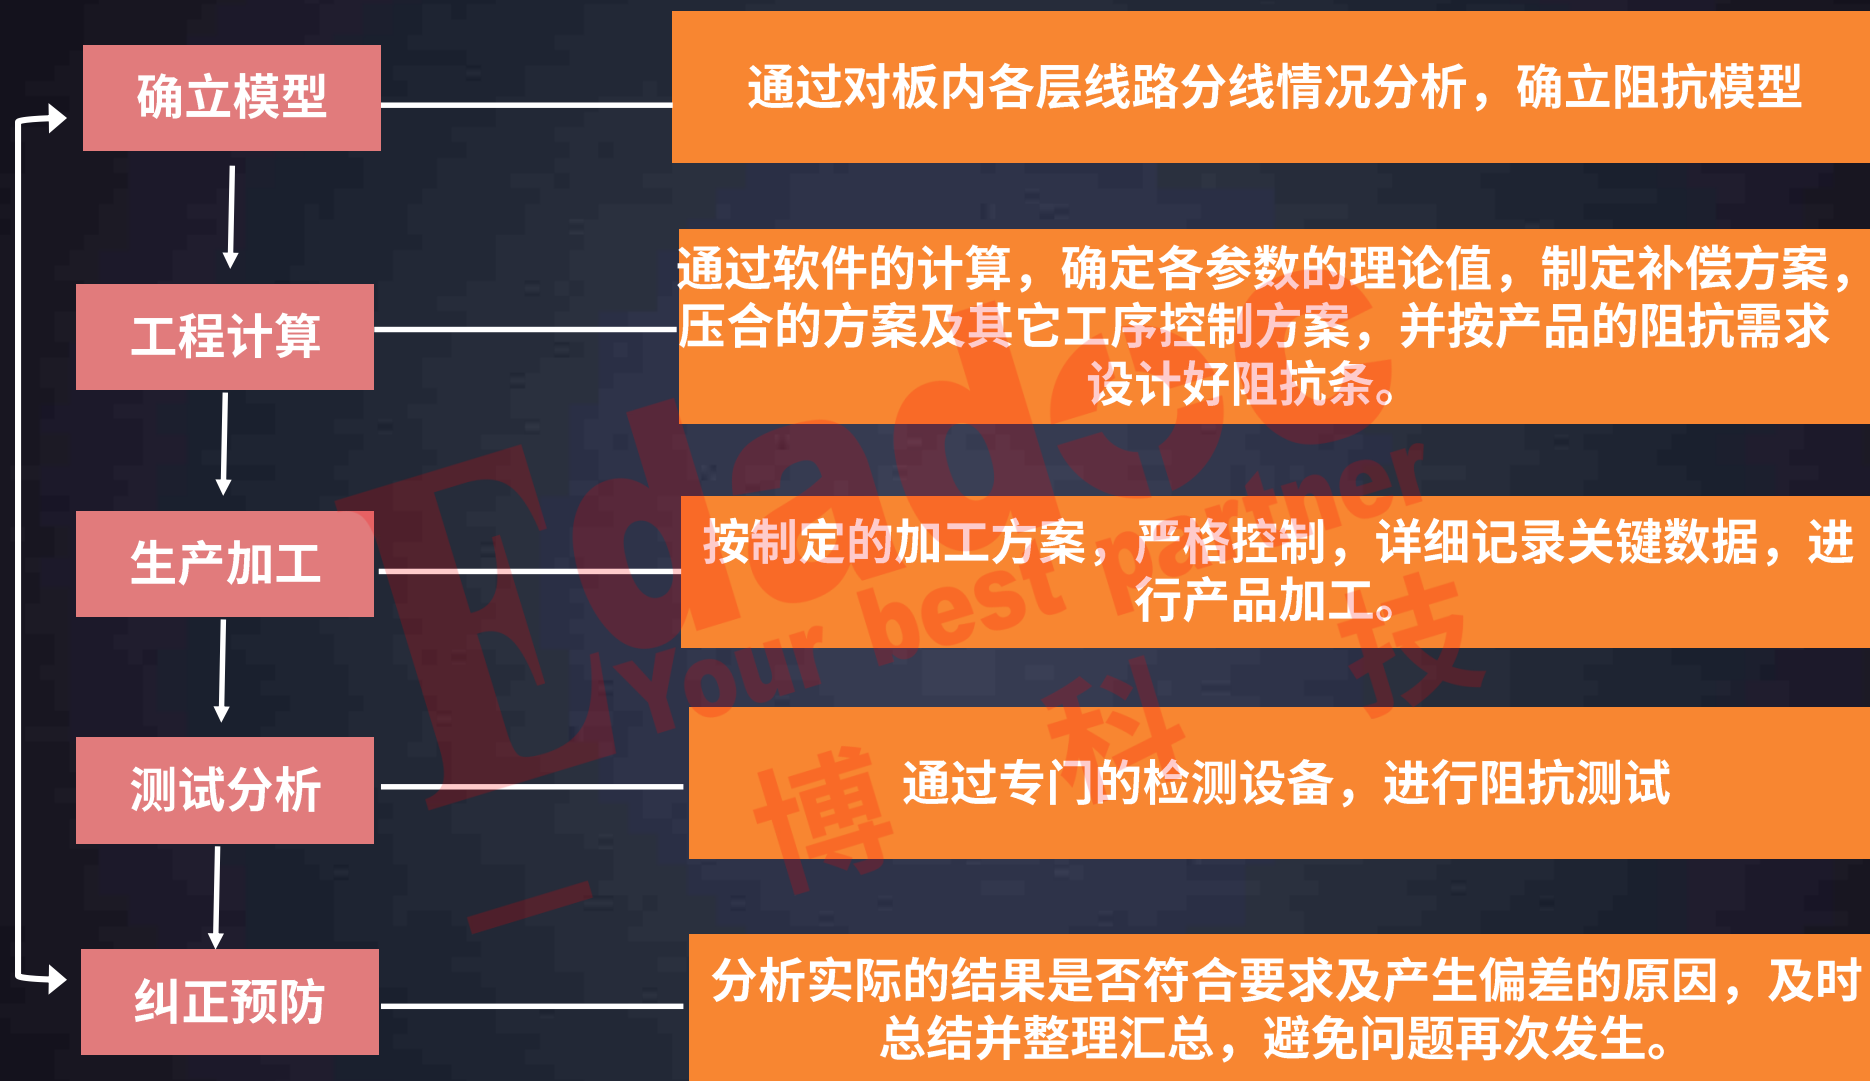 确立模型
通过对板内各层线路分线情况分析，确立阻抗模型
工程计算
通过软件的计算，确定各参数的理论值，制定补偿方案，
压合的方案及其它工序控制方案，并按产品的阻抗需求
设计好阻抗条。
生产加工
按制定的加工方案，严格控制，详细记录关键数据，进
行产品加工。
测试分析
通过专门的检测设备，进行阻抗测试
纠正预防
分析实际的结果是否符合要求及产生偏差的原因，及时
总结并整理汇总，避免问题再次发生。
Edadoc
Your best partner
一博科技